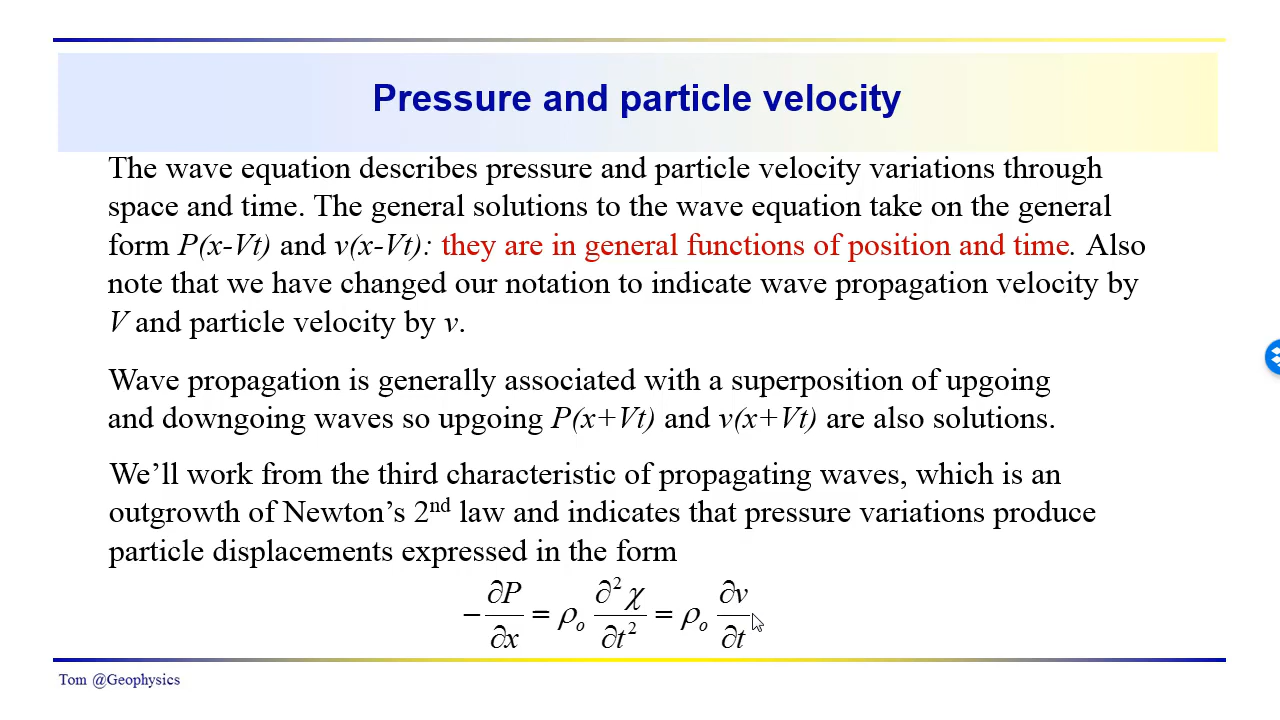 Pressure and particle velocity
The wave equation describes pressure and particle velocity variations through
space and time. The general solutions to the wave equation take on the general
form P(x-Vt) and v(x-Vt): they are in general functions of position and time. Also
note that we have changed our notation to indicate wave propagation velocity by
V and particle velocity by v.
Wave propagation is generally associated with a superposition of upgoing
and downgoing waves so upgoing P(x+Vt) and v(x+Vt) are also solutions.
We’ll work from the third characteristic of propagating waves, which is an
outgrowth of Newton’s 2nd law and indicates that pressure variations produce
particle displacements expressed in the form
−∂P/∂x = ρₒ ∂²χ/∂t² = ρₒ ∂v/∂t
Tom @Geophysics